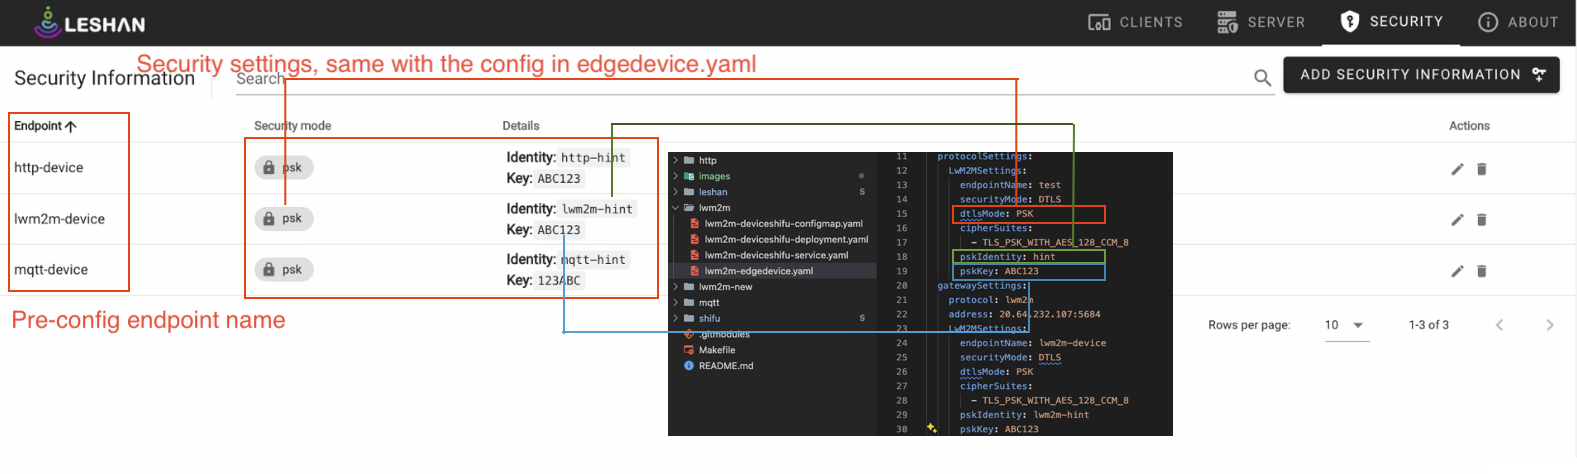 LESHAN
CLIENTS
SERVER
SECURITY
ABOUT
Security settings, same with the config in edgedevice.yaml
Security Information
Search
ADD SECURITY INFORMATION
Endpoint
Security mode
Details
Actions
http-device
psk
Identity: http-hint
Key: ABC123
lwm2m-device
psk
Identity: lwm2m-hint
Key: ABC123
mqtt-device
psk
Identity: mqtt-hint
Key: 123ABC
Pre-config endpoint name
Rows per page:
10
1-3 of 3
http
images
leshan S
lwm2m
lwm2m-deviceshifu-configmap.yaml
lwm2m-deviceshifu-deployment.yaml
lwm2m-deviceshifu-service.yaml
lwm2m-edgedevice.yaml
lwm2m-new
mqtt
shifu S
.gitmodules
Makefile
README.md
11 protocolSettings:
12 LwM2MSettings:
13 endpointName: test
14 securityMode: DTLS
15 dtlsMode: PSK
16 cipherSuites:
17 - TLS_PSK_WITH_AES_128_CCM_8
18 pskIdentity: hint
19 pskKey: ABC123
20 gatewaySettings:
21 protocol: lwm2m
22 address: 20.64.232.107:5684
23 LwM2MSettings:
24 endpointName: lwm2m-device
25 securityMode: DTLS
26 dtlsMode: PSK
27 cipherSuites:
28 - TLS_PSK_WITH_AES_128_CCM_8
29 pskIdentity: lwm2m-hint
30 pskKey: ABC123